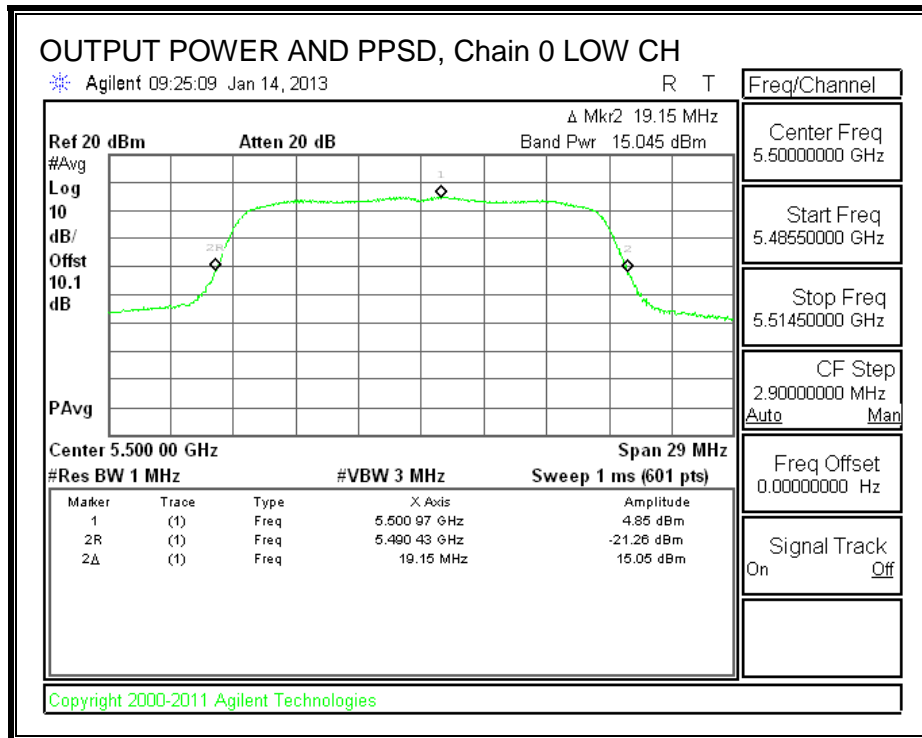 OUTPUT POWER AND PPSD, Chain 0 LOW CH
Agilent 09:25:09 Jan 14, 2013 R T
Δ Mkr2 19.15 MHz
Ref 20 dBm Atten 20 dB Band Pwr 15.045 dBm
#Avg
Log
10
dB/
Offst
10.1
dB
PAvg
1
2R
2
Center 5.500 00 GHz Span 29 MHz
#Res BW 1 MHz #VBW 3 MHz Sweep 1 ms (601 pts)
Marker Trace Type X Axis Amplitude
1 (1) Freq 5.500 97 GHz 4.85 dBm
2R (1) Freq 5.490 43 GHz -21.26 dBm
2Δ (1) Freq 19.15 MHz 15.05 dBm
Freq/Channel
Center Freq
5.50000000 GHz
Start Freq
5.48550000 GHz
Stop Freq
5.51450000 GHz
CF Step
2.90000000 MHz
Auto Man
Freq Offset
0.00000000 Hz
Signal Track
On Off
Copyright 2000-2011 Agilent Technologies